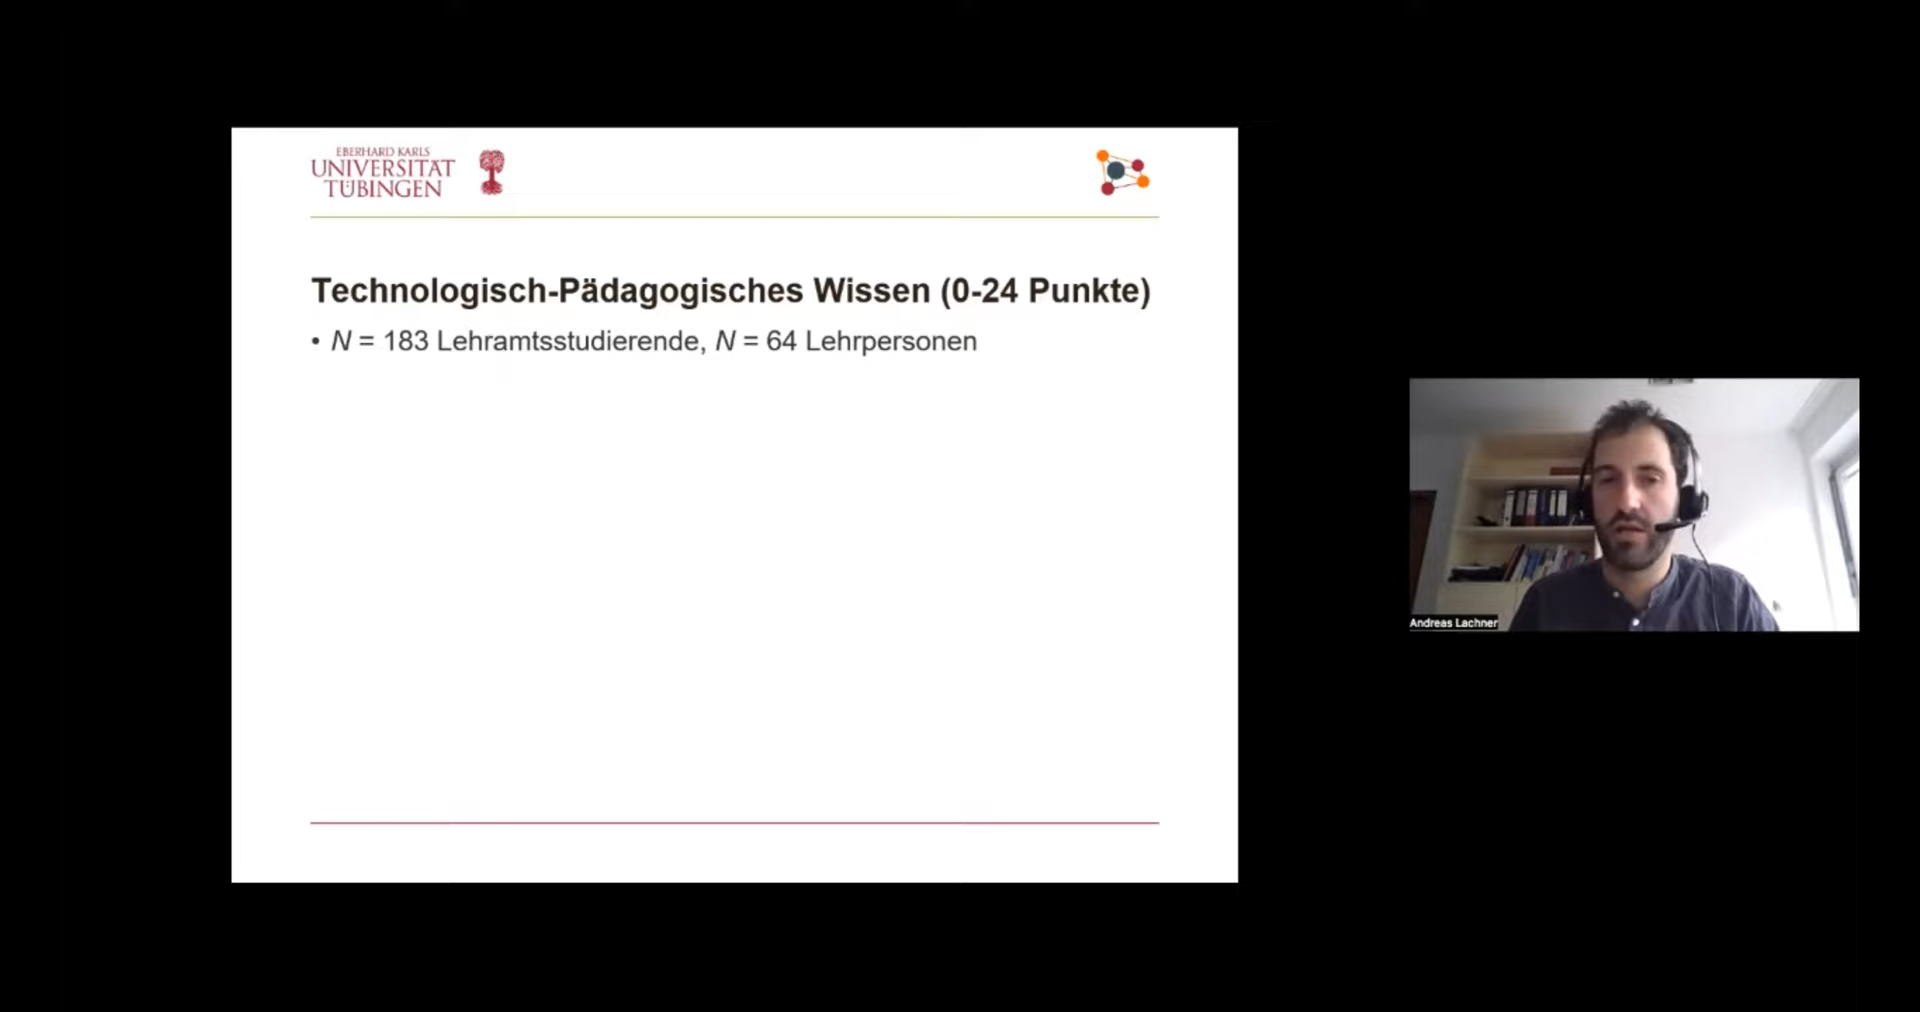 EBERHARD KARLS
UNIVERSITÄT
TÜBINGEN
Technologisch-Pädagogisches Wissen (0-24 Punkte)
• N = 183 Lehramtsstudierende, N = 64 Lehrpersonen
Andreas Lachner